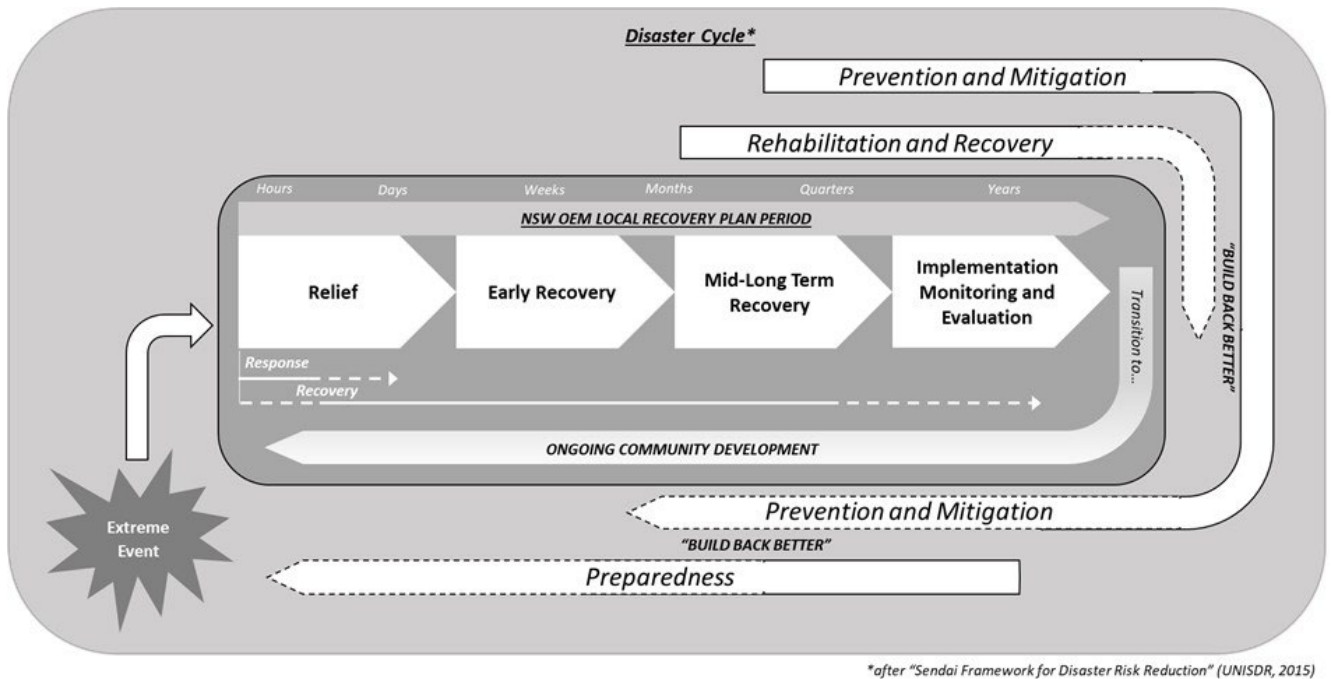 Disaster Cycle*
Prevention and Mitigation
Rehabilitation and Recovery
Hours Days Weeks Months Quarters Years
NSW OEM LOCAL RECOVERY PLAN PERIOD
Relief
Early Recovery
Mid-Long Term
Recovery
Implementation
Monitoring and
Evaluation
Transition to...
"BUILD BACK BETTER"
Response
Recovery
ONGOING COMMUNITY DEVELOPMENT
Extreme
Event
Prevention and Mitigation
"BUILD BACK BETTER"
Preparedness
*after "Sendai Framework for Disaster Risk Reduction" (UNISDR, 2015)